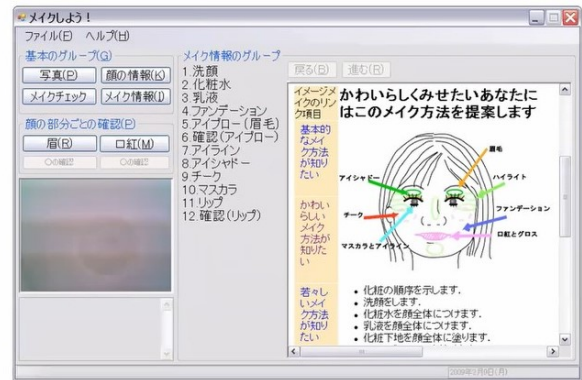 メイクしよう！
ファイル(F) ヘルプ(H)
基本のグループ(G)
写真(P) 顔の情報(K)
メイクチェック メイク情報(I)
顔の部分ごとの確認(P)
眉(R) 口紅(M)
○の確認 ○の確認
メイク情報のグループ
1.洗顔
2.化粧水
3.乳液
4.ファンデーション
5.アイブロー(眉毛)
6.確認(アイブロー)
7.アイライン
8.アイシャドー
9.チーク
10.マスカラ
11.リップ
12.確認(リップ)
戻る(B) 進む(R)
イメージメイクのリンク項目
基本的なメイク方法が知りたい
かわいらしいメイク方法が知りたい
若々しいメイク方法が知りたい
かわいらしくみせたいあなたに
はこのメイク方法を提案します
眉毛
アイシャドー
ハイライト
チーク
ファンデーション
口紅とグロス
マスカラとアイライン
・化粧の順序を示します.
・洗顔をします.
・化粧水を顔全体につけます.
・乳液を顔全体につけます.
・化粧下地を顔全体に塗ります.